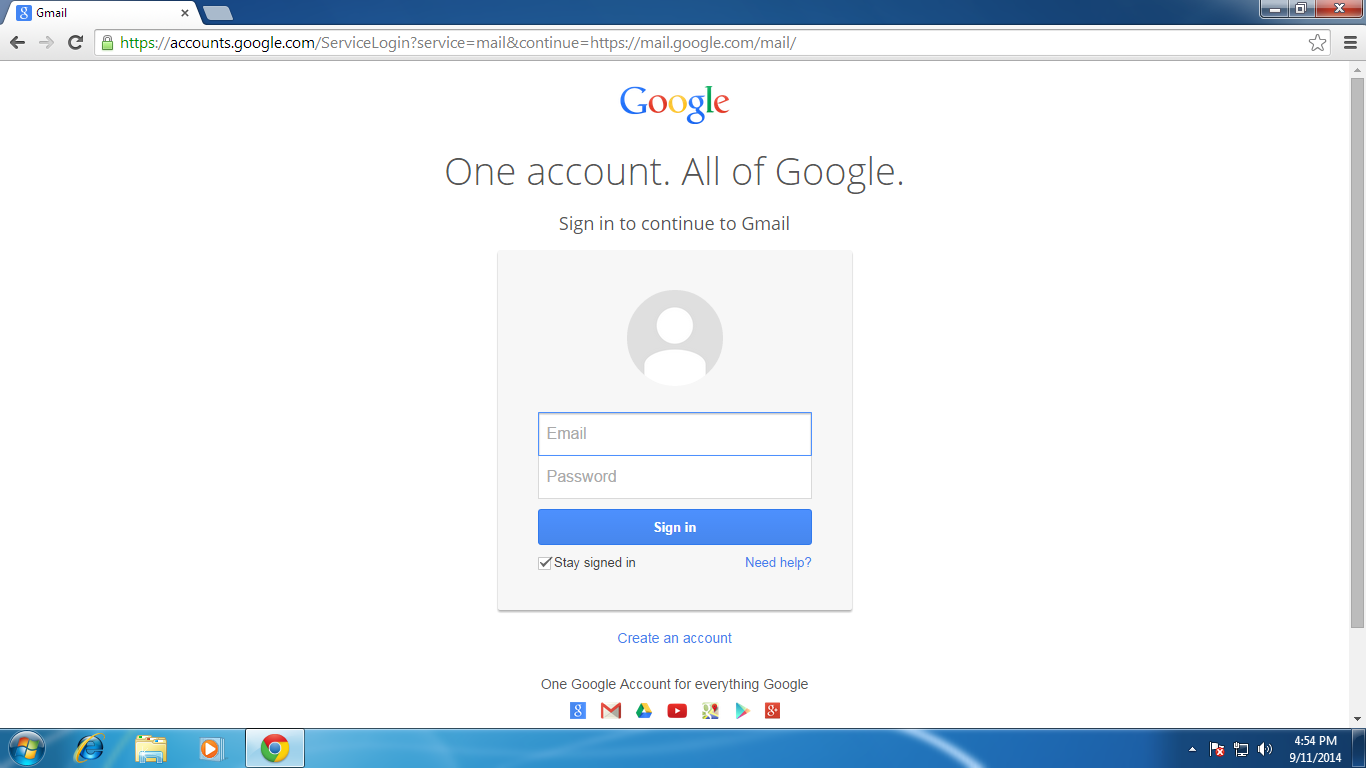 Gmail
https://accounts.google.com/ServiceLogin?service=mail&continue=https://mail.google.com/mail/
Google
One account. All of Google.
Sign in to continue to Gmail
Email
Password
Sign in
Stay signed in Need help?
Create an account
One Google Account for everything Google
4:54 PM
9/11/2014